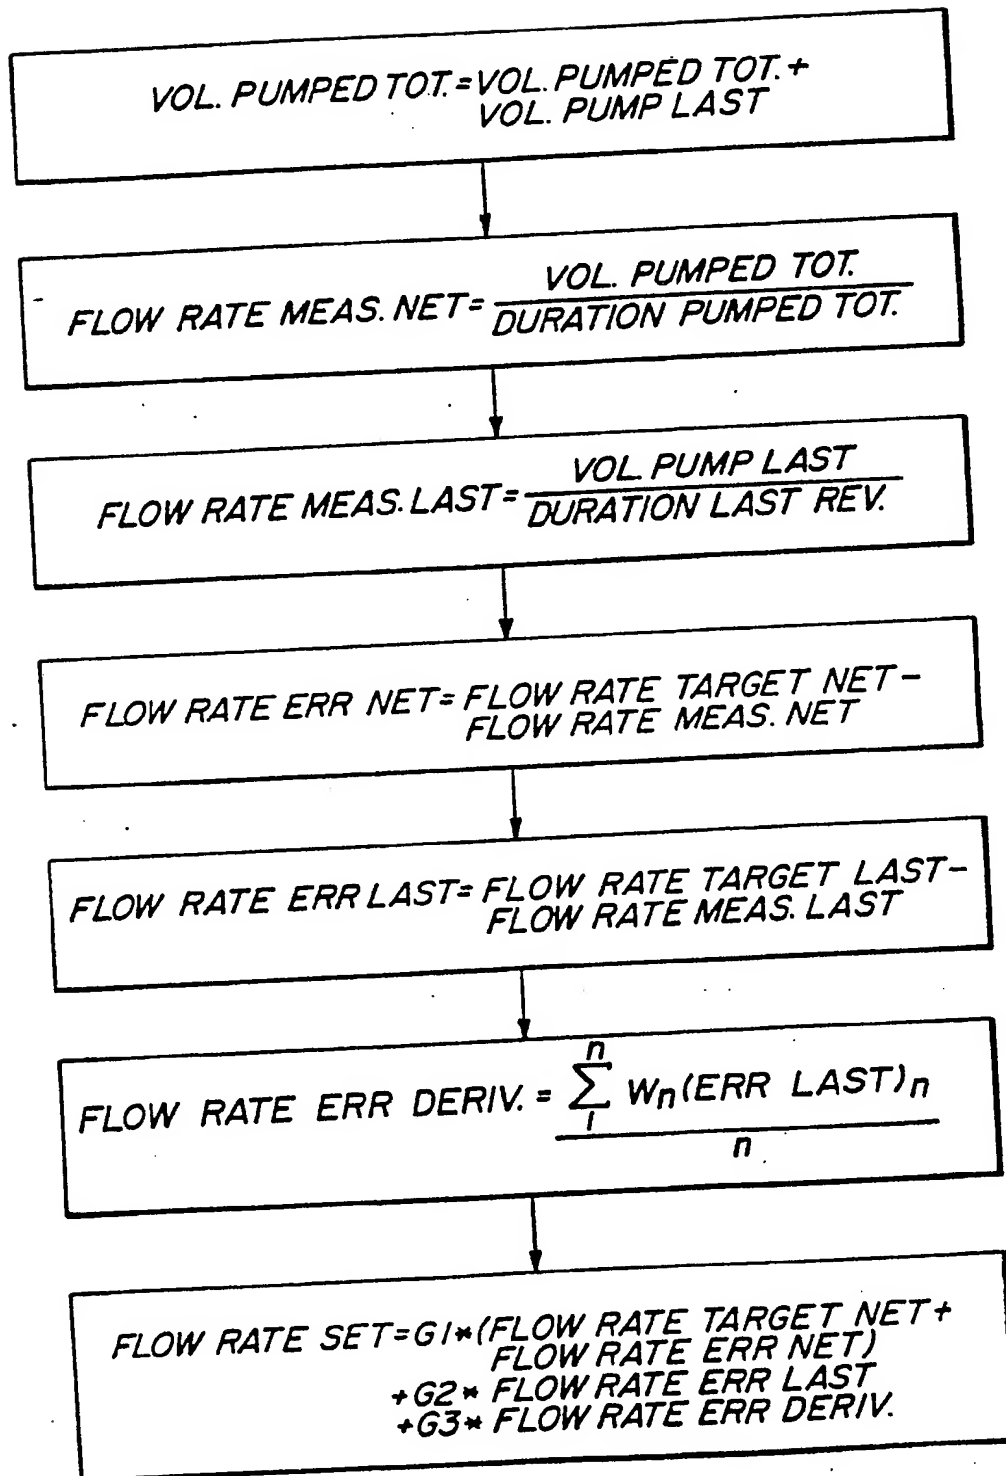 VOL. PUMPED TOT.=VOL. PUMPED TOT.+
VOL. PUMP LAST
FLOW RATE MEAS. NET= VOL. PUMPED TOT.
DURATION PUMPED TOT.
FLOW RATE MEAS. LAST= VOL. PUMP LAST
DURATION LAST REV.
FLOW RATE ERR NET= FLOW RATE TARGET NET-
FLOW RATE MEAS. NET
FLOW RATE ERR LAST= FLOW RATE TARGET LAST-
FLOW RATE MEAS. LAST
n
FLOW RATE ERR DERIV. = ∑ Wn(ERR LAST)n
1
n
FLOW RATE SET=G1*(FLOW RATE TARGET NET+
FLOW RATE ERR NET)
+G2* FLOW RATE ERR LAST
+G3* FLOW RATE ERR DERIV.